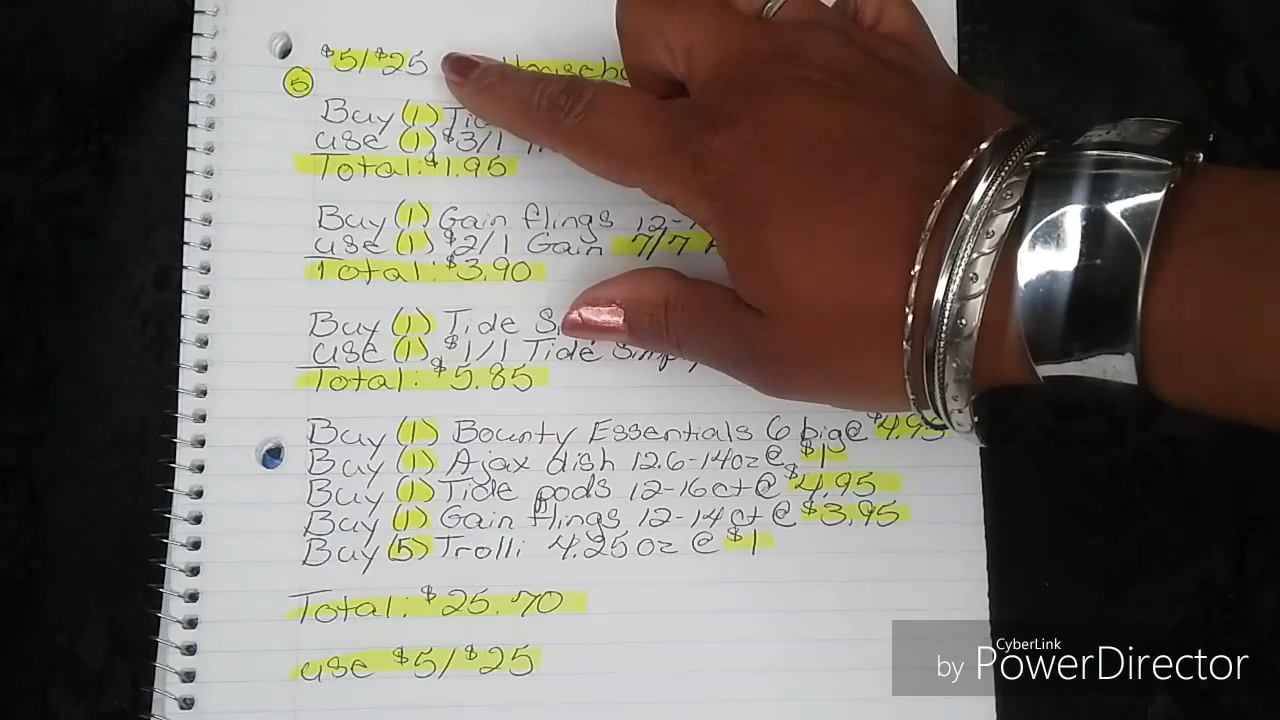 $5/$25
5
Buy (1)
use (1) $3/1
Total: $1.95
Buy (1) Gain flings 12-
use (1) $2/1 Gain 7/7
Total: $3.90
Buy (1) Tide
use (1) $1/1 Tide
Total: $5.85
Buy (1) Bounty Essentials 6 big @ $4.95
Buy (1) Ajax dish 12.6-14oz @ $1
Buy (1) Tide pods 12-16ct @ $4.95
Buy (1) Gain flings 12-14ct @ $3.95
Buy (5) Trolli 4.25oz @ $1
Total: $25.70
use $5/$25
CyberLink
by PowerDirector